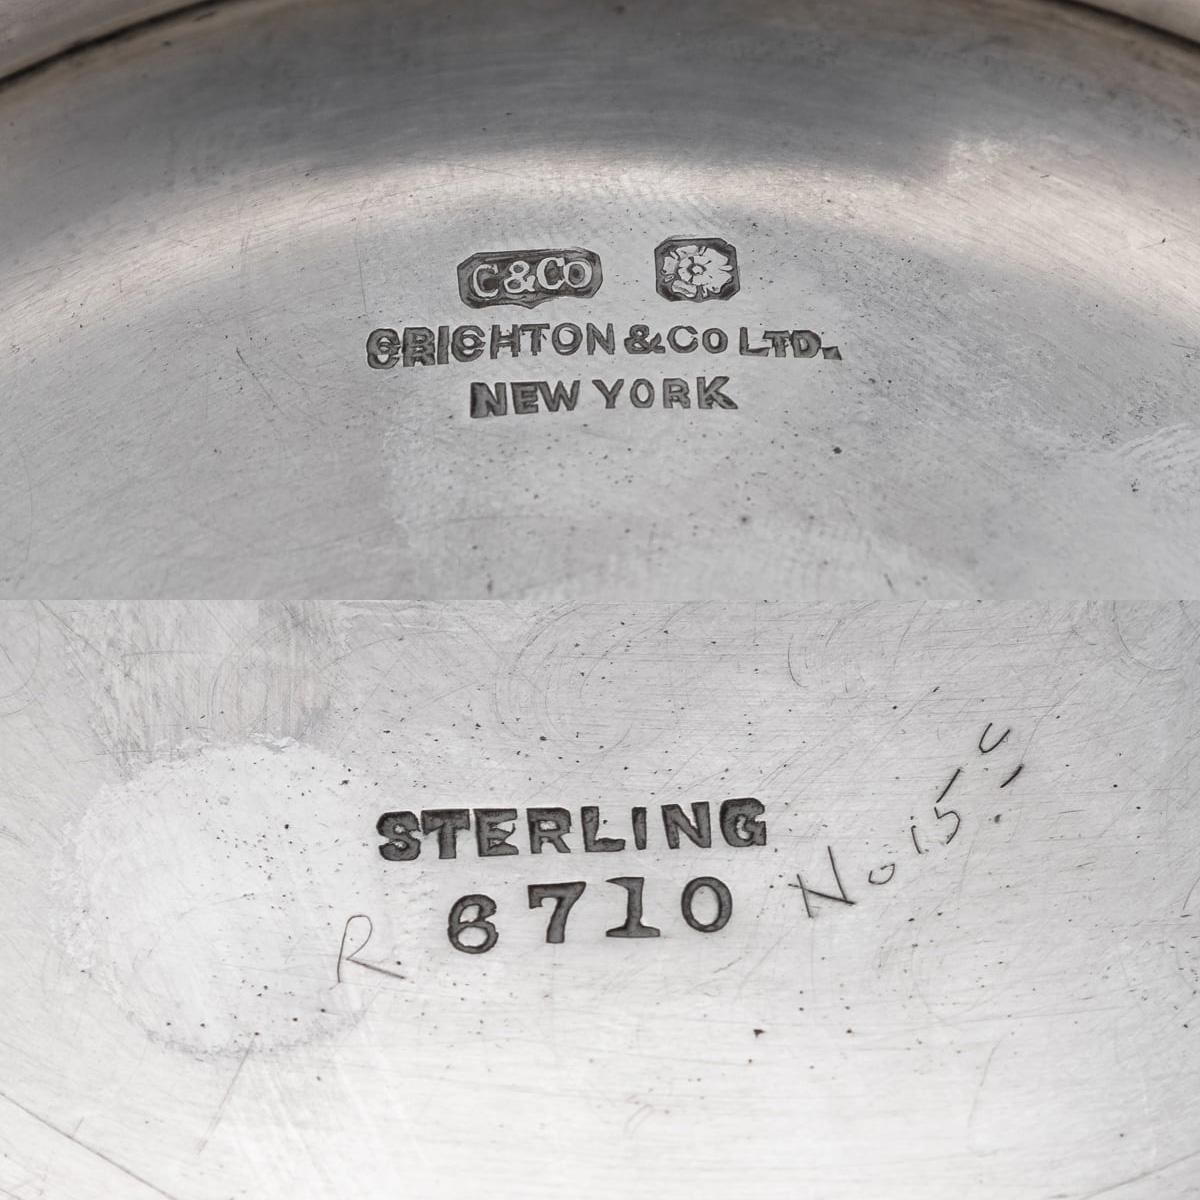 C&CO
CRICHTON & CO LTD.
NEW YORK
STERLING
6710
R
No 15